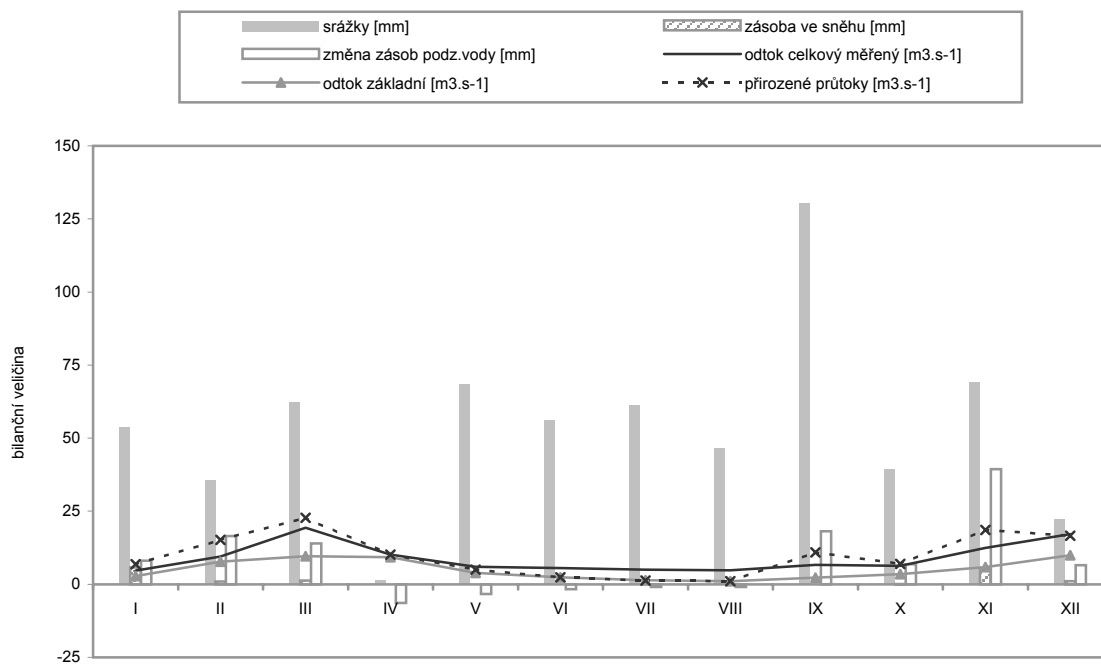 srážky [mm] zásoba ve sněhu [mm]
změna zásob podz.vody [mm] odtok celkový měřený [m3.s-1]
odtok základní [m3.s-1] přirozené průtoky [m3.s-1]
150
125
100
75
50
25
0
-25
bilanční veličina
I II III IV V VI VII VIII IX X XI XII